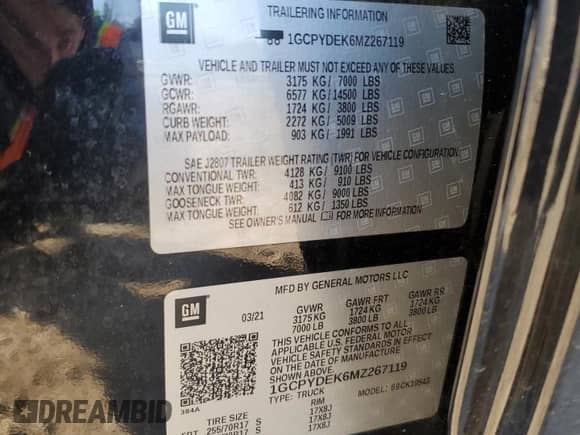 GM
TRAILERING INFORMATION
88 1GCPYDEK6MZ267119
VEHICLE AND TRAILER MUST NOT EXCEED ANY OF THESE VALUES
GVWR: 3175 KG / 7000 LBS
GCWR: 6577 KG / 14500 LBS
RGAWR: 1724 KG / 3800 LBS
CURB WEIGHT: 2272 KG / 5009 LBS
MAX PAYLOAD: 903 KG / 1991 LBS
SAE J2807 TRAILER WEIGHT RATING (TWR) FOR VEHICLE CONFIGURATION:
CONVENTIONAL TWR: 4128 KG / 9100 LBS
MAX TONGUE WEIGHT: 413 KG / 910 LBS
GOOSENECK TWR: 4082 KG / 9000 LBS
MAX TONGUE WEIGHT: 612 KG / 1350 LBS
SEE OWNER'S MANUAL FOR MORE INFORMATION
GM
MFD BY GENERAL MOTORS LLC
03/21 GVWR GAWR FRT GAWR RR
3175KG 1724KG 1724KG
7000 LB 3800 LB 3800 LB
THIS VEHICLE CONFORMS TO ALL
APPLICABLE U.S. FEDERAL MOTOR
VEHICLE SAFETY STANDARDS IN EFFECT
ON THE DATE OF MANUFACTURE
SHOWN ABOVE.
1GCPYDEK6MZ267119
TYPE: TRUCK MODEL: 88CK10543
384A
TIRE SIZE RIM
FRT 255/70R17 S 17X8J
S 17X8J
17X8J
DREAMBID
AUTOMOTIVE GROUP